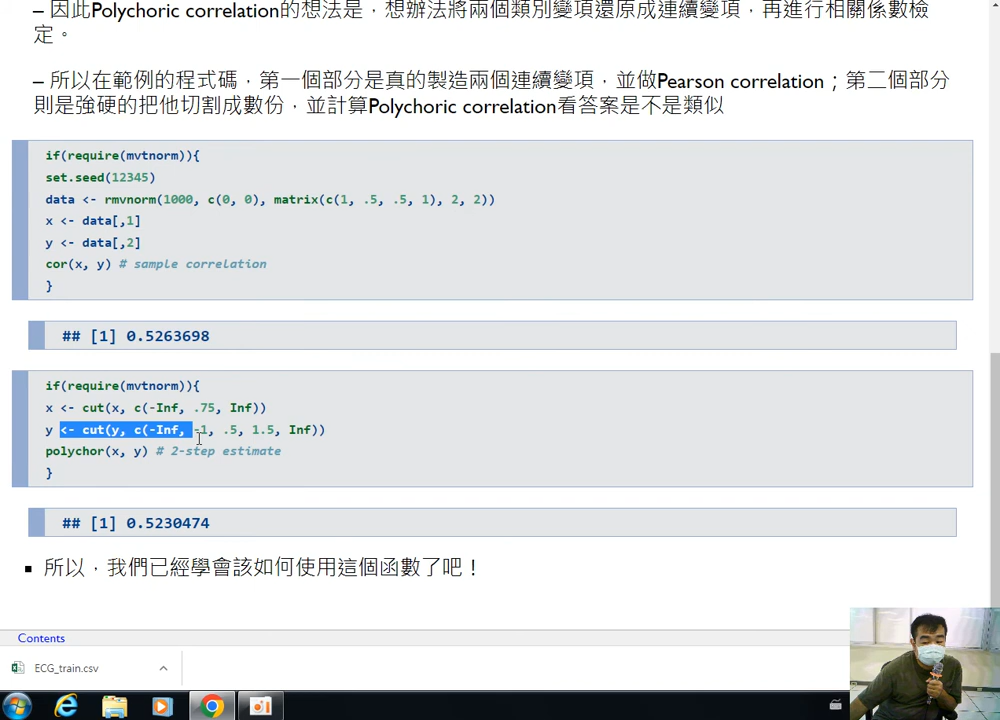 – 因此Polychoric correlation的想法是，想辦法將兩個類別變項還原成連續變項，再進行相關係數檢
定。
– 所以在範例的程式碼，第一個部分是真的製造兩個連續變項，並做Pearson correlation；第二個部分
則是強硬的把他切割成數份，並計算Polychoric correlation看答案是不是類似
if(require(mvtnorm)){
set.seed(12345)
data <- rmvnorm(1000, c(0, 0), matrix(c(1, .5, .5, 1), 2, 2))
x <- data[,1]
y <- data[,2]
cor(x, y) # sample correlation
}
## [1] 0.5263698
if(require(mvtnorm)){
x <- cut(x, c(-Inf, .75, Inf))
y <- cut(y, c(-Inf, -1, .5, 1.5, Inf))
polychor(x, y) # 2-step estimate
}
## [1] 0.5230474
▪ 所以，我們已經學會該如何使用這個函數了吧！
Contents
ECG_train.csv